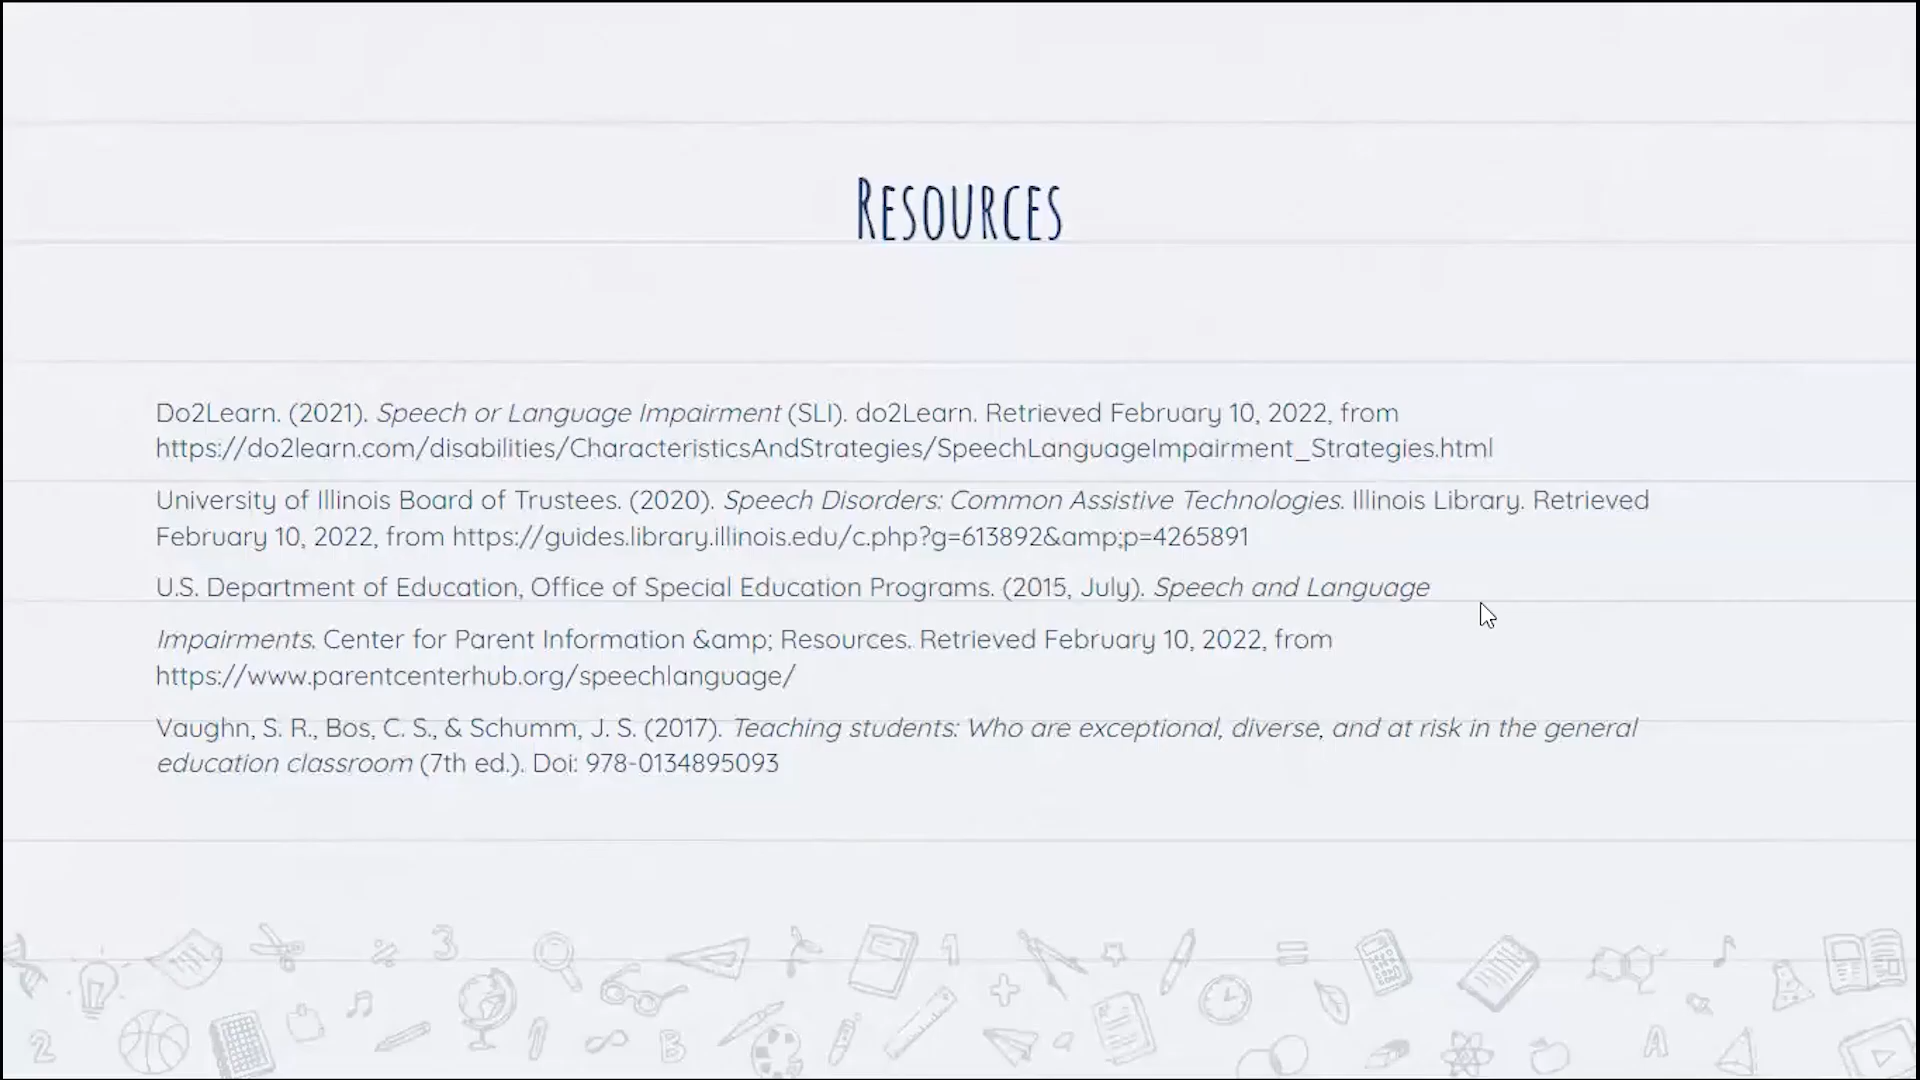 Resources
Do2Learn. (2021). Speech or Language Impairment (SLI). do2Learn. Retrieved February 10, 2022, from
https://do2learn.com/disabilities/CharacteristicsAndStrategies/SpeechLanguageImpairment_Strategies.html
University of Illinois Board of Trustees. (2020). Speech Disorders: Common Assistive Technologies. Illinois Library. Retrieved
February 10, 2022, from https://guides.library.illinois.edu/c.php?g=613892&amp;p=4265891
U.S. Department of Education, Office of Special Education Programs. (2015, July). Speech and Language
Impairments. Center for Parent Information &amp; Resources. Retrieved February 10, 2022, from
https://www.parentcenterhub.org/speechlanguage/
Vaughn, S. R., Bos, C. S., & Schumm, J. S. (2017). Teaching students: Who are exceptional, diverse, and at risk in the general
education classroom (7th ed.). Doi: 978-0134895093
3
1
2
B
A